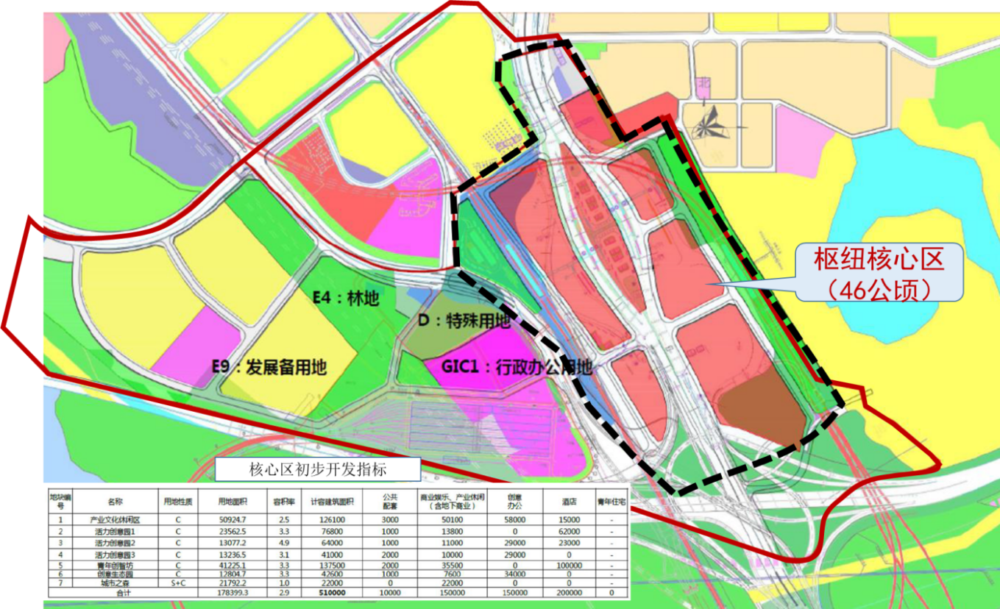 北
枢纽核心区
（46公顷）
E4：林地
D：特殊用地
E9：发展备用地
GIC1：行政办公用地
核心区初步开发指标
地块编号 名称 用地性质 用地面积 容积率 计容建筑面积 公共配套 商业娱乐、产业休闲（含地下商业） 创意办公 酒店 青年住宅
1 产业文化休闲区 C 50924.7 2.5 126100 3000 50100 58000 15000 -
2 活力创意园1 C 23562.5 3.3 76800 1000 13800 0 62000 -
3 活力创意园2 C 13077.2 4.9 64000 1000 11000 29000 23000 -
4 活力创意园3 C 13236.5 3.1 41000 2000 10000 29000 0 -
5 青年创智坊 C 41225.1 3.3 137500 2000 35500 0 100000 -
6 创意生态园 C 12804.7 3.3 42600 1000 7600 34000 0 -
7 城市之森 S+C 21792.2 1.0 22000 0 22000 0 0 -
合计 178399.3 2.9 510000 10000 150000 150000 200000 0